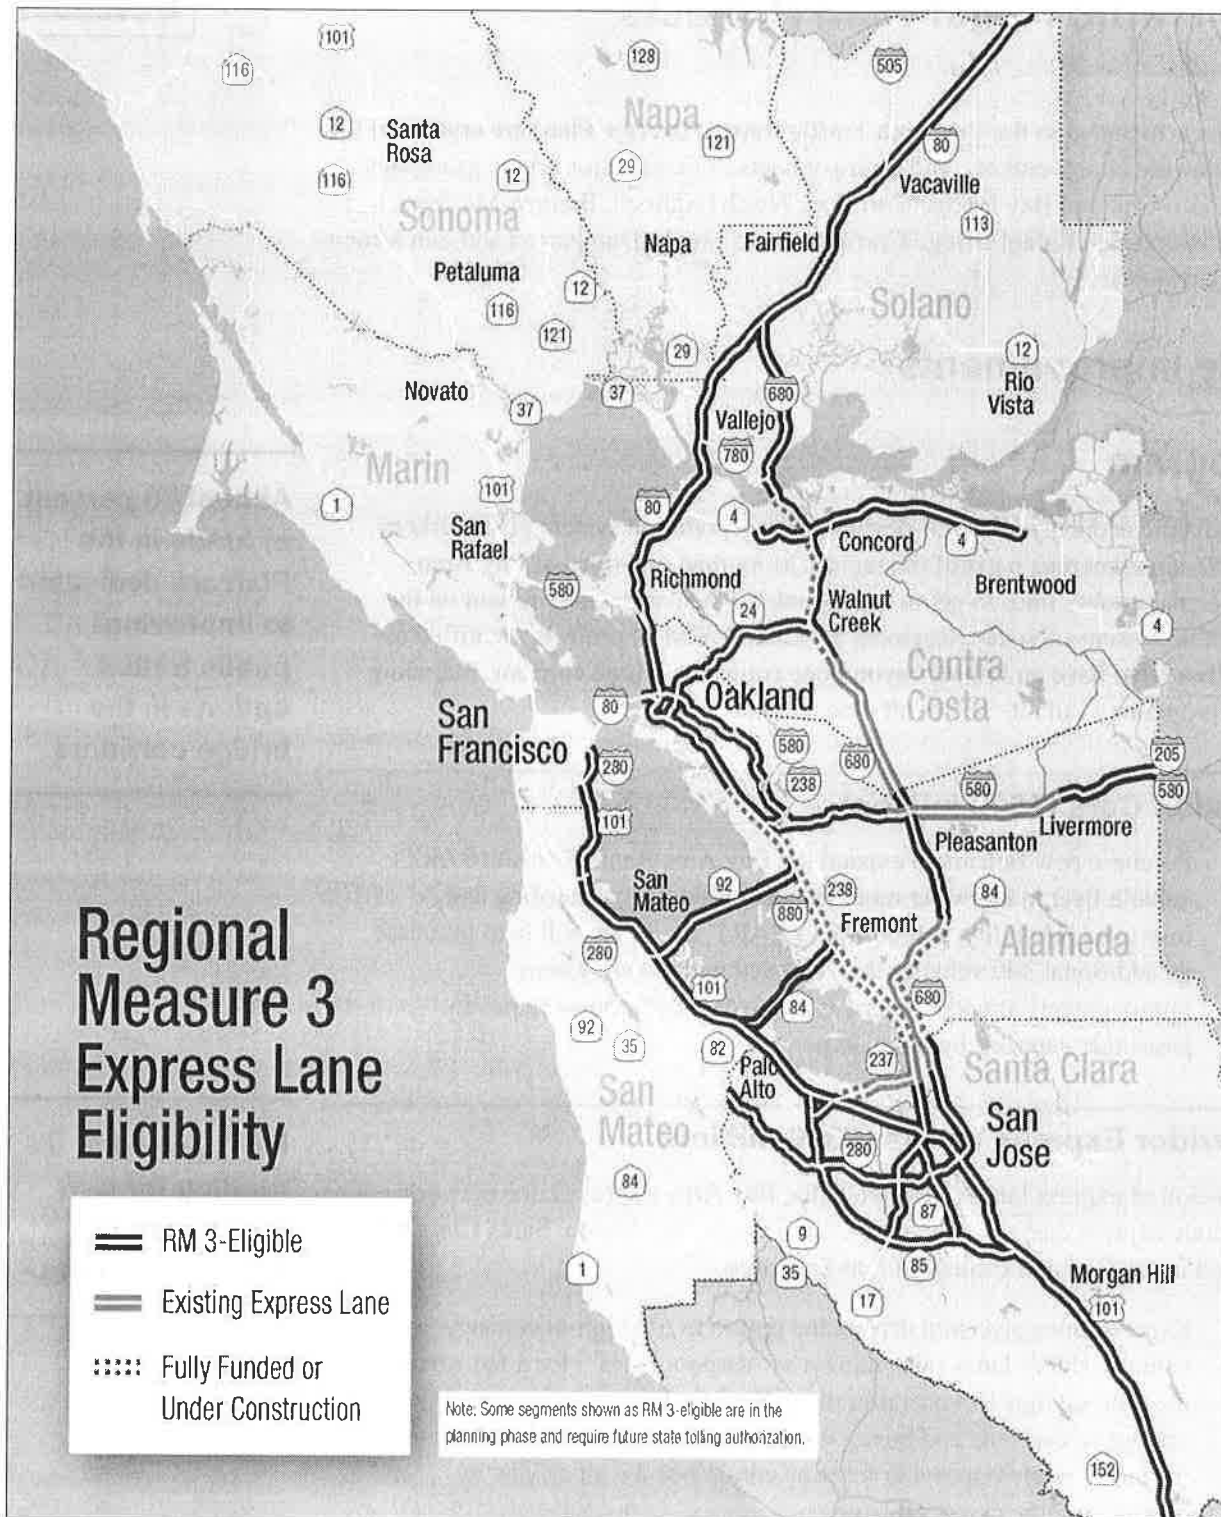 101
116
128
505
Napa
12
Santa
Rosa
121
80
29
116
12
Vacaville
Sonoma
113
Napa
Fairfield
Petaluma
12
Solano
116
121
29
12
Rio
Vista
Novato
37
37
680
Vallejo
780
Marin
101
1
80
4
San
Rafael
Concord
4
Richmond
Brentwood
580
24
Walnut
Creek
4
Contra
Costa
Oakland
80
San
Francisco
580
680
205
280
238
580
580
101
Livermore
Pleasanton
San
Mateo
92
238
84
880
Fremont
Alameda
280
101
84
680
92
35
82
237
Palo
Alto
Santa Clara
San
Mateo
San
Jose
280
84
87
9
85
1
35
17
Morgan Hill
101
152
Regional
Measure 3
Express Lane
Eligibility
RM 3-Eligible
Existing Express Lane
Fully Funded or
Under Construction
Note: Some segments shown as RM 3-eligible are in the
planning phase and require future state tolling authorization.